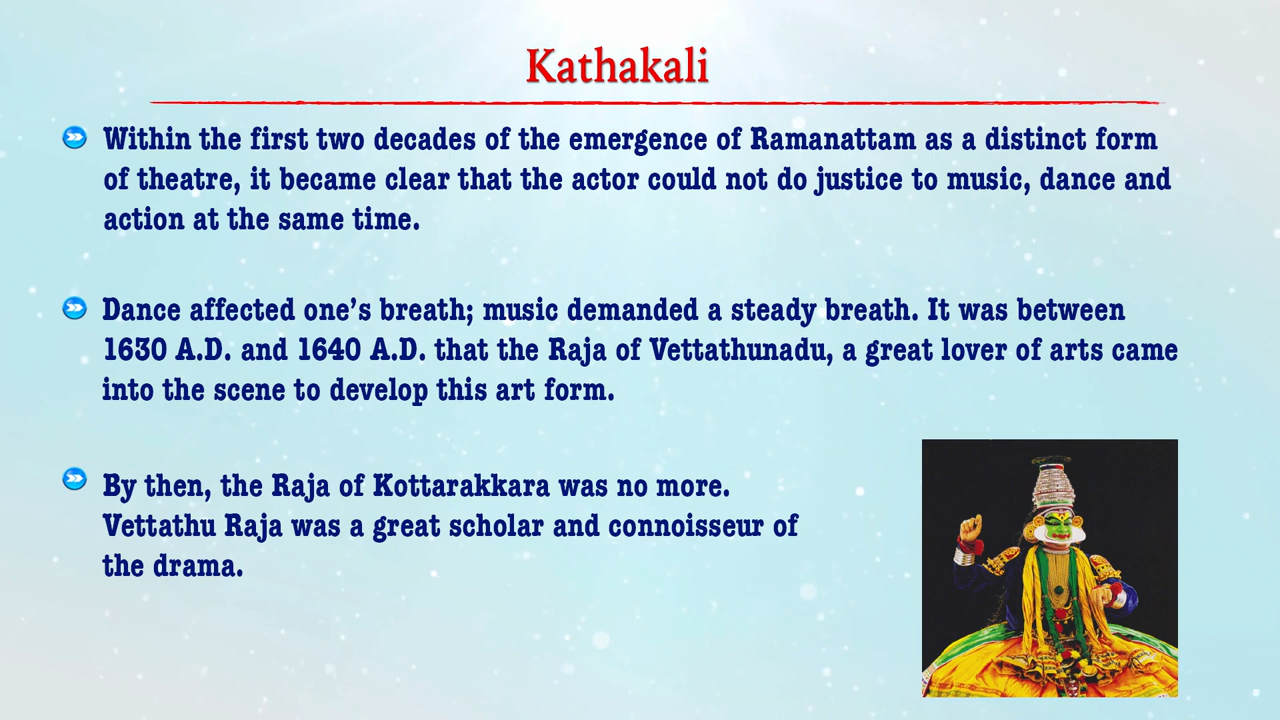 Kathakali
Within the first two decades of the emergence of Ramanattam as a distinct form
of theatre, it became clear that the actor could not do justice to music, dance and
action at the same time.
Dance affected one's breath; music demanded a steady breath. It was between
1630 A.D. and 1640 A.D. that the Raja of Vettathunadu, a great lover of arts came
into the scene to develop this art form.
By then, the Raja of Kottarakkara was no more.
Vettathu Raja was a great scholar and connoisseur of
the drama.